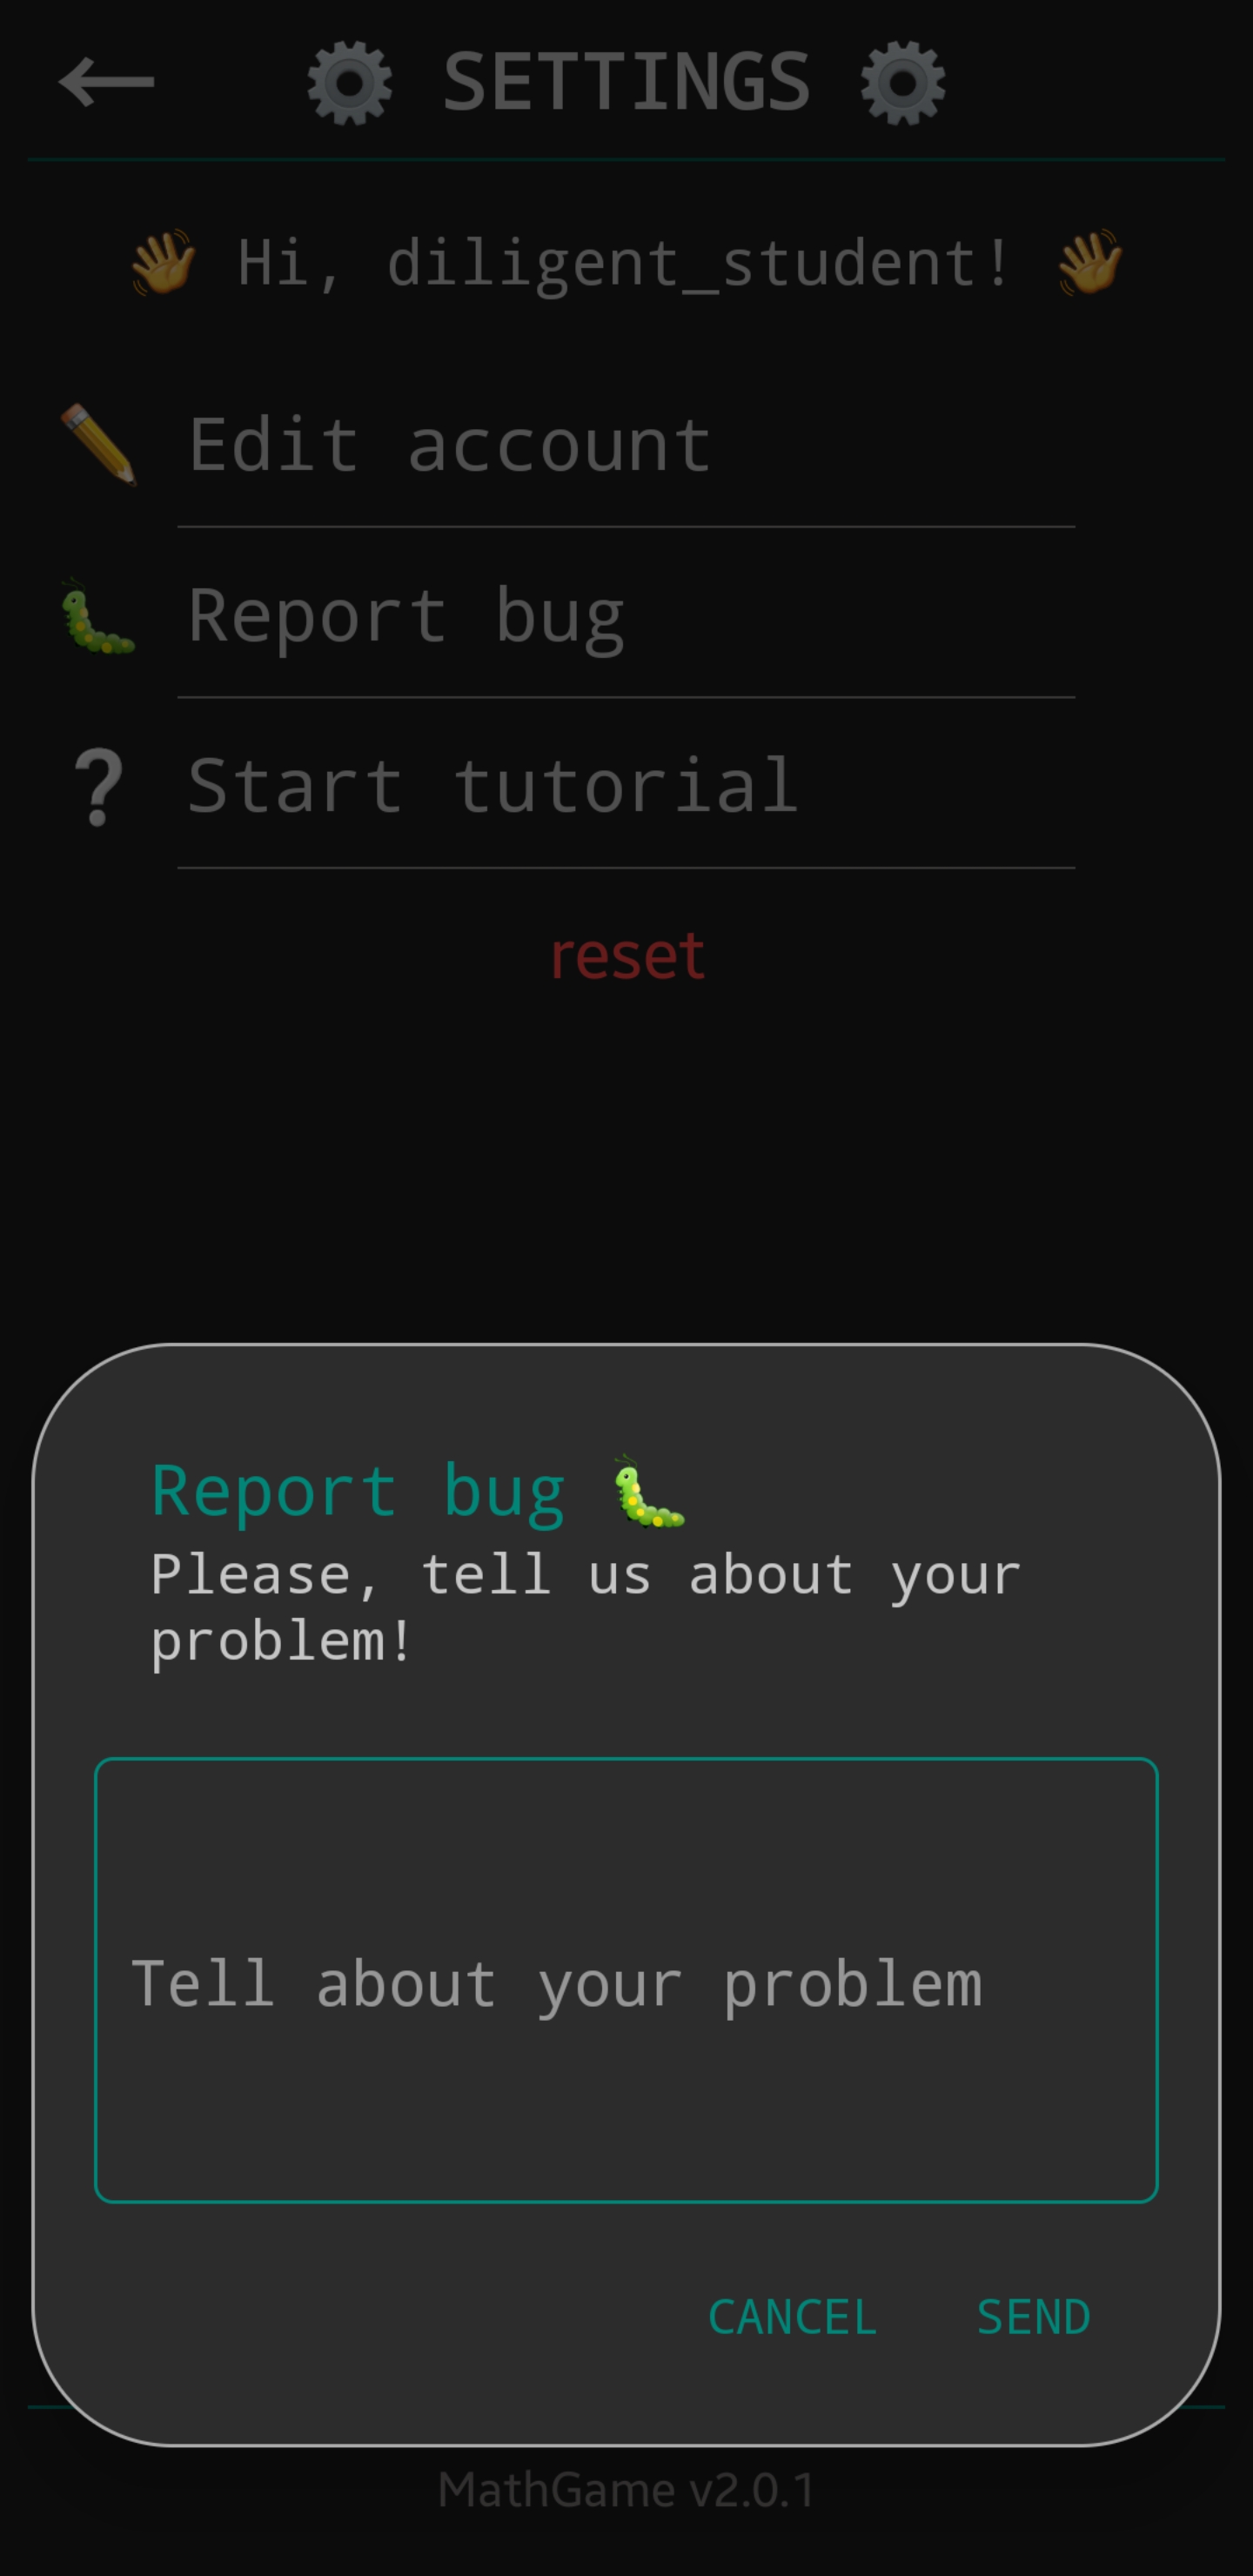 SETTINGS
Hi, diligent_student!
Edit account
Report bug
Start tutorial
reset
Report bug
Please, tell us about your
problem!
Tell about your problem
CANCEL SEND
MathGame v2.0.1